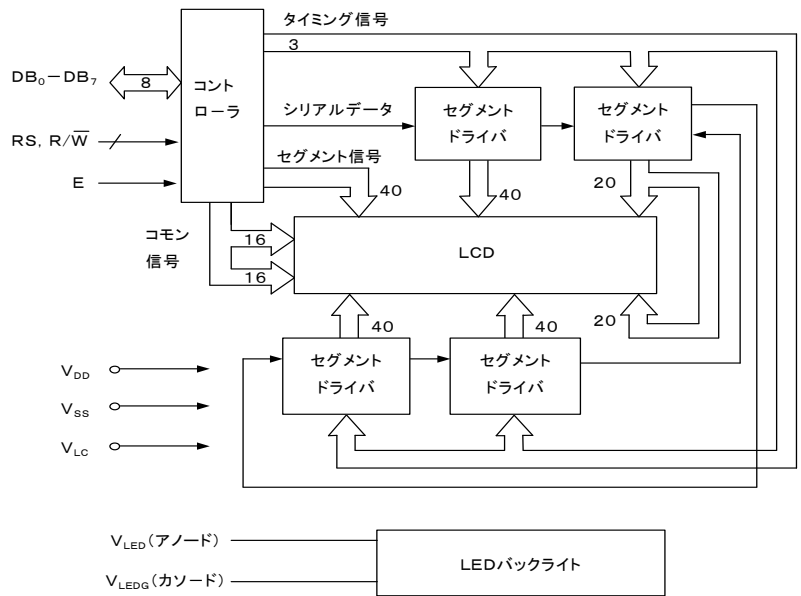 タイミング信号
3
DB₀－DB₇
8
コント
ローラ
シリアルデータ
セグメント
ドライバ
セグメント
ドライバ
RS, R/W̅
セグメント信号
E
40
40
20
コモン
信号
16
16
LCD
40
40
20
セグメント
ドライバ
セグメント
ドライバ
V_DD
V_SS
V_LC
V_LED(アノード)
V_LEDG(カソード)
LEDバックライト